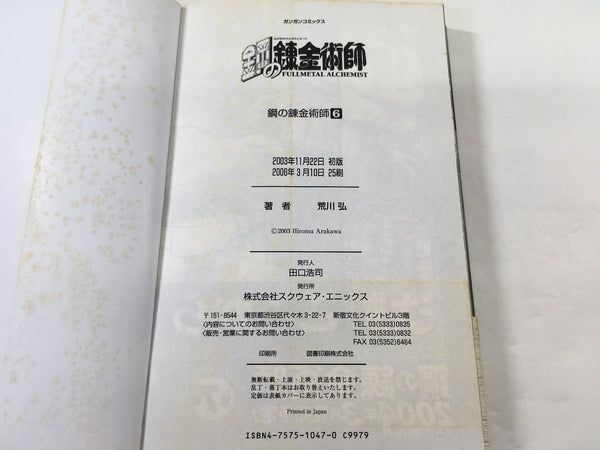 ガンガンコミックス
鋼の錬金術師
FULLMETAL ALCHEMIST
鋼の錬金術師 6
2003年11月22日 初版
2006年3月10日 25刷
著者 荒川 弘
©2003 Hiromu Arakawa
発行人
田口浩司
発行所
株式会社スクウェア・エニックス
〒151-8544 東京都渋谷区代々木3-22-7 新宿文化クイントビル3階
〈内容についてのお問い合わせ〉 TEL 03(5333)0835
〈販売・営業に関するお問い合わせ〉 TEL 03(5333)0832
FAX 03(5352)6464
印刷所 図書印刷株式会社
無断転載・上演・上映・放送を禁じます。
乱丁・落丁本はお取り替えいたします。
定価は表紙カバーに表示してあります。
Printed in Japan
ISBN4-7575-1047-0 C9979